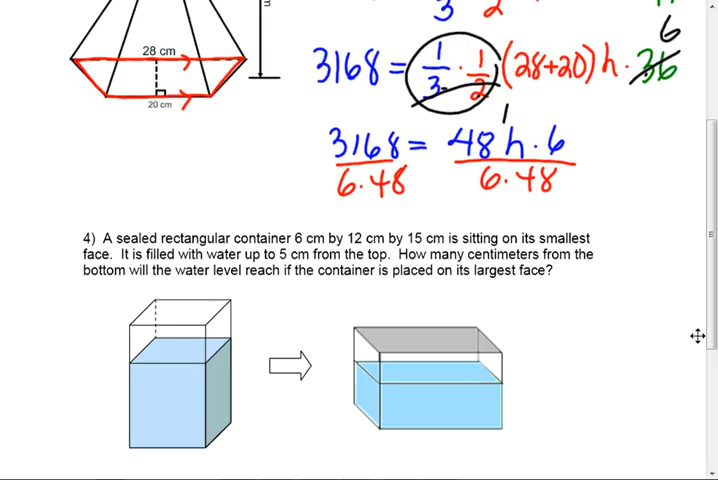 3 2
6
28 cm
20 cm
3168 = 1/3 · 1/2 (28+20) h · 36
1
3168 = 48 h · 6
6·48 6·48
4) A sealed rectangular container 6 cm by 12 cm by 15 cm is sitting on its smallest
face. It is filled with water up to 5 cm from the top. How many centimeters from the
bottom will the water level reach if the container is placed on its largest face?